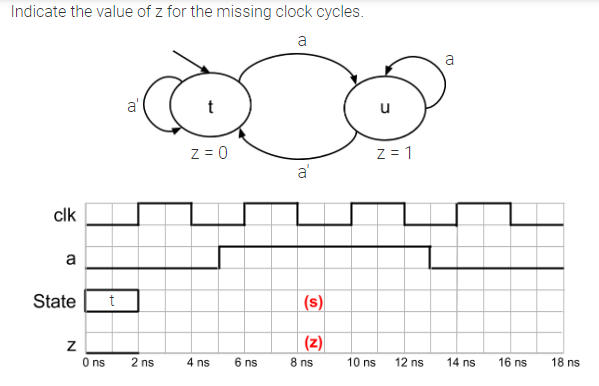 Indicate the value of z for the missing clock cycles.
a
a
a' t u
z = 0 z = 1
a'
clk
a
State t (s)
z (z)
0 ns 2 ns 4 ns 6 ns 8 ns 10 ns 12 ns 14 ns 16 ns 18 ns